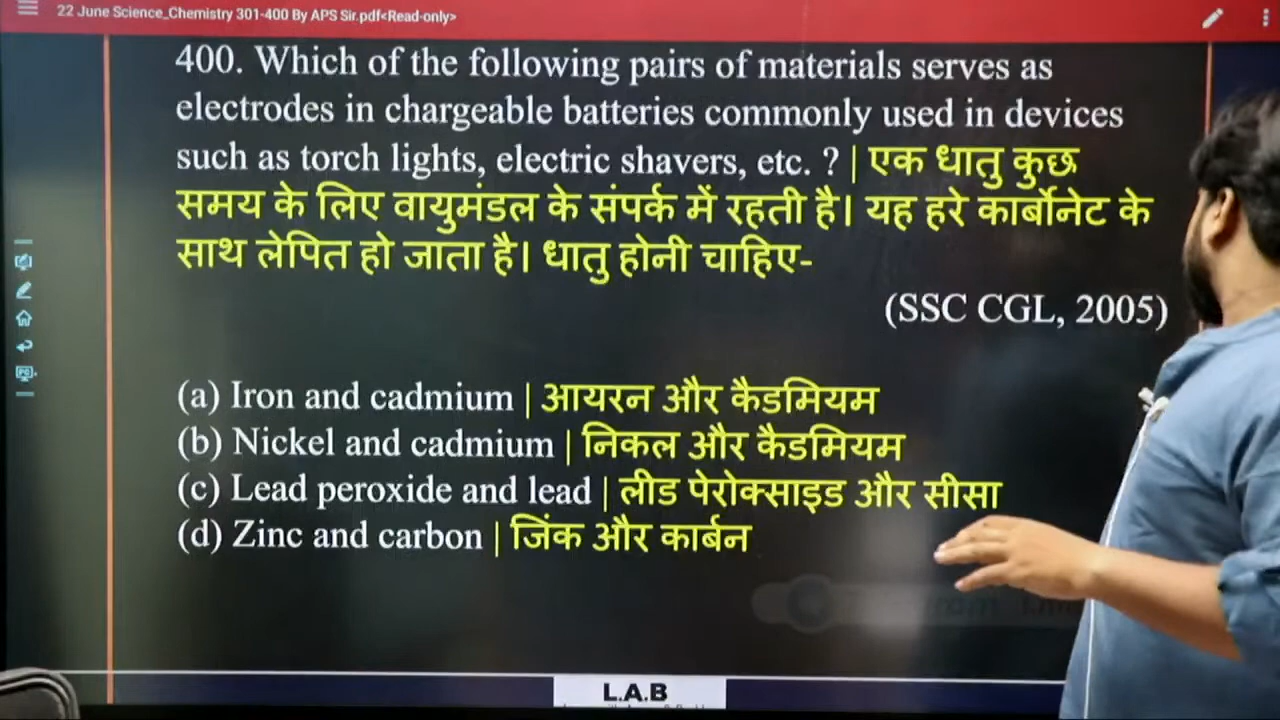 22 June Science_Chemistry 301-400 By APS Sir.pdf<Read-only>
400. Which of the following pairs of materials serves as
electrodes in chargeable batteries commonly used in devices
such as torch lights, electric shavers, etc. ? | एक धातु कुछ
समय के लिए वायुमंडल के संपर्क में रहती है। यह हरे कार्बोनेट के
साथ लेपित हो जाता है। धातु होनी चाहिए-
(SSC CGL, 2005)
(a) Iron and cadmium | आयरन और कैडमियम
(b) Nickel and cadmium | निकल और कैडमियम
(c) Lead peroxide and lead | लीड पेरोक्साइड और सीसा
(d) Zinc and carbon | जिंक और कार्बन
L.A.B